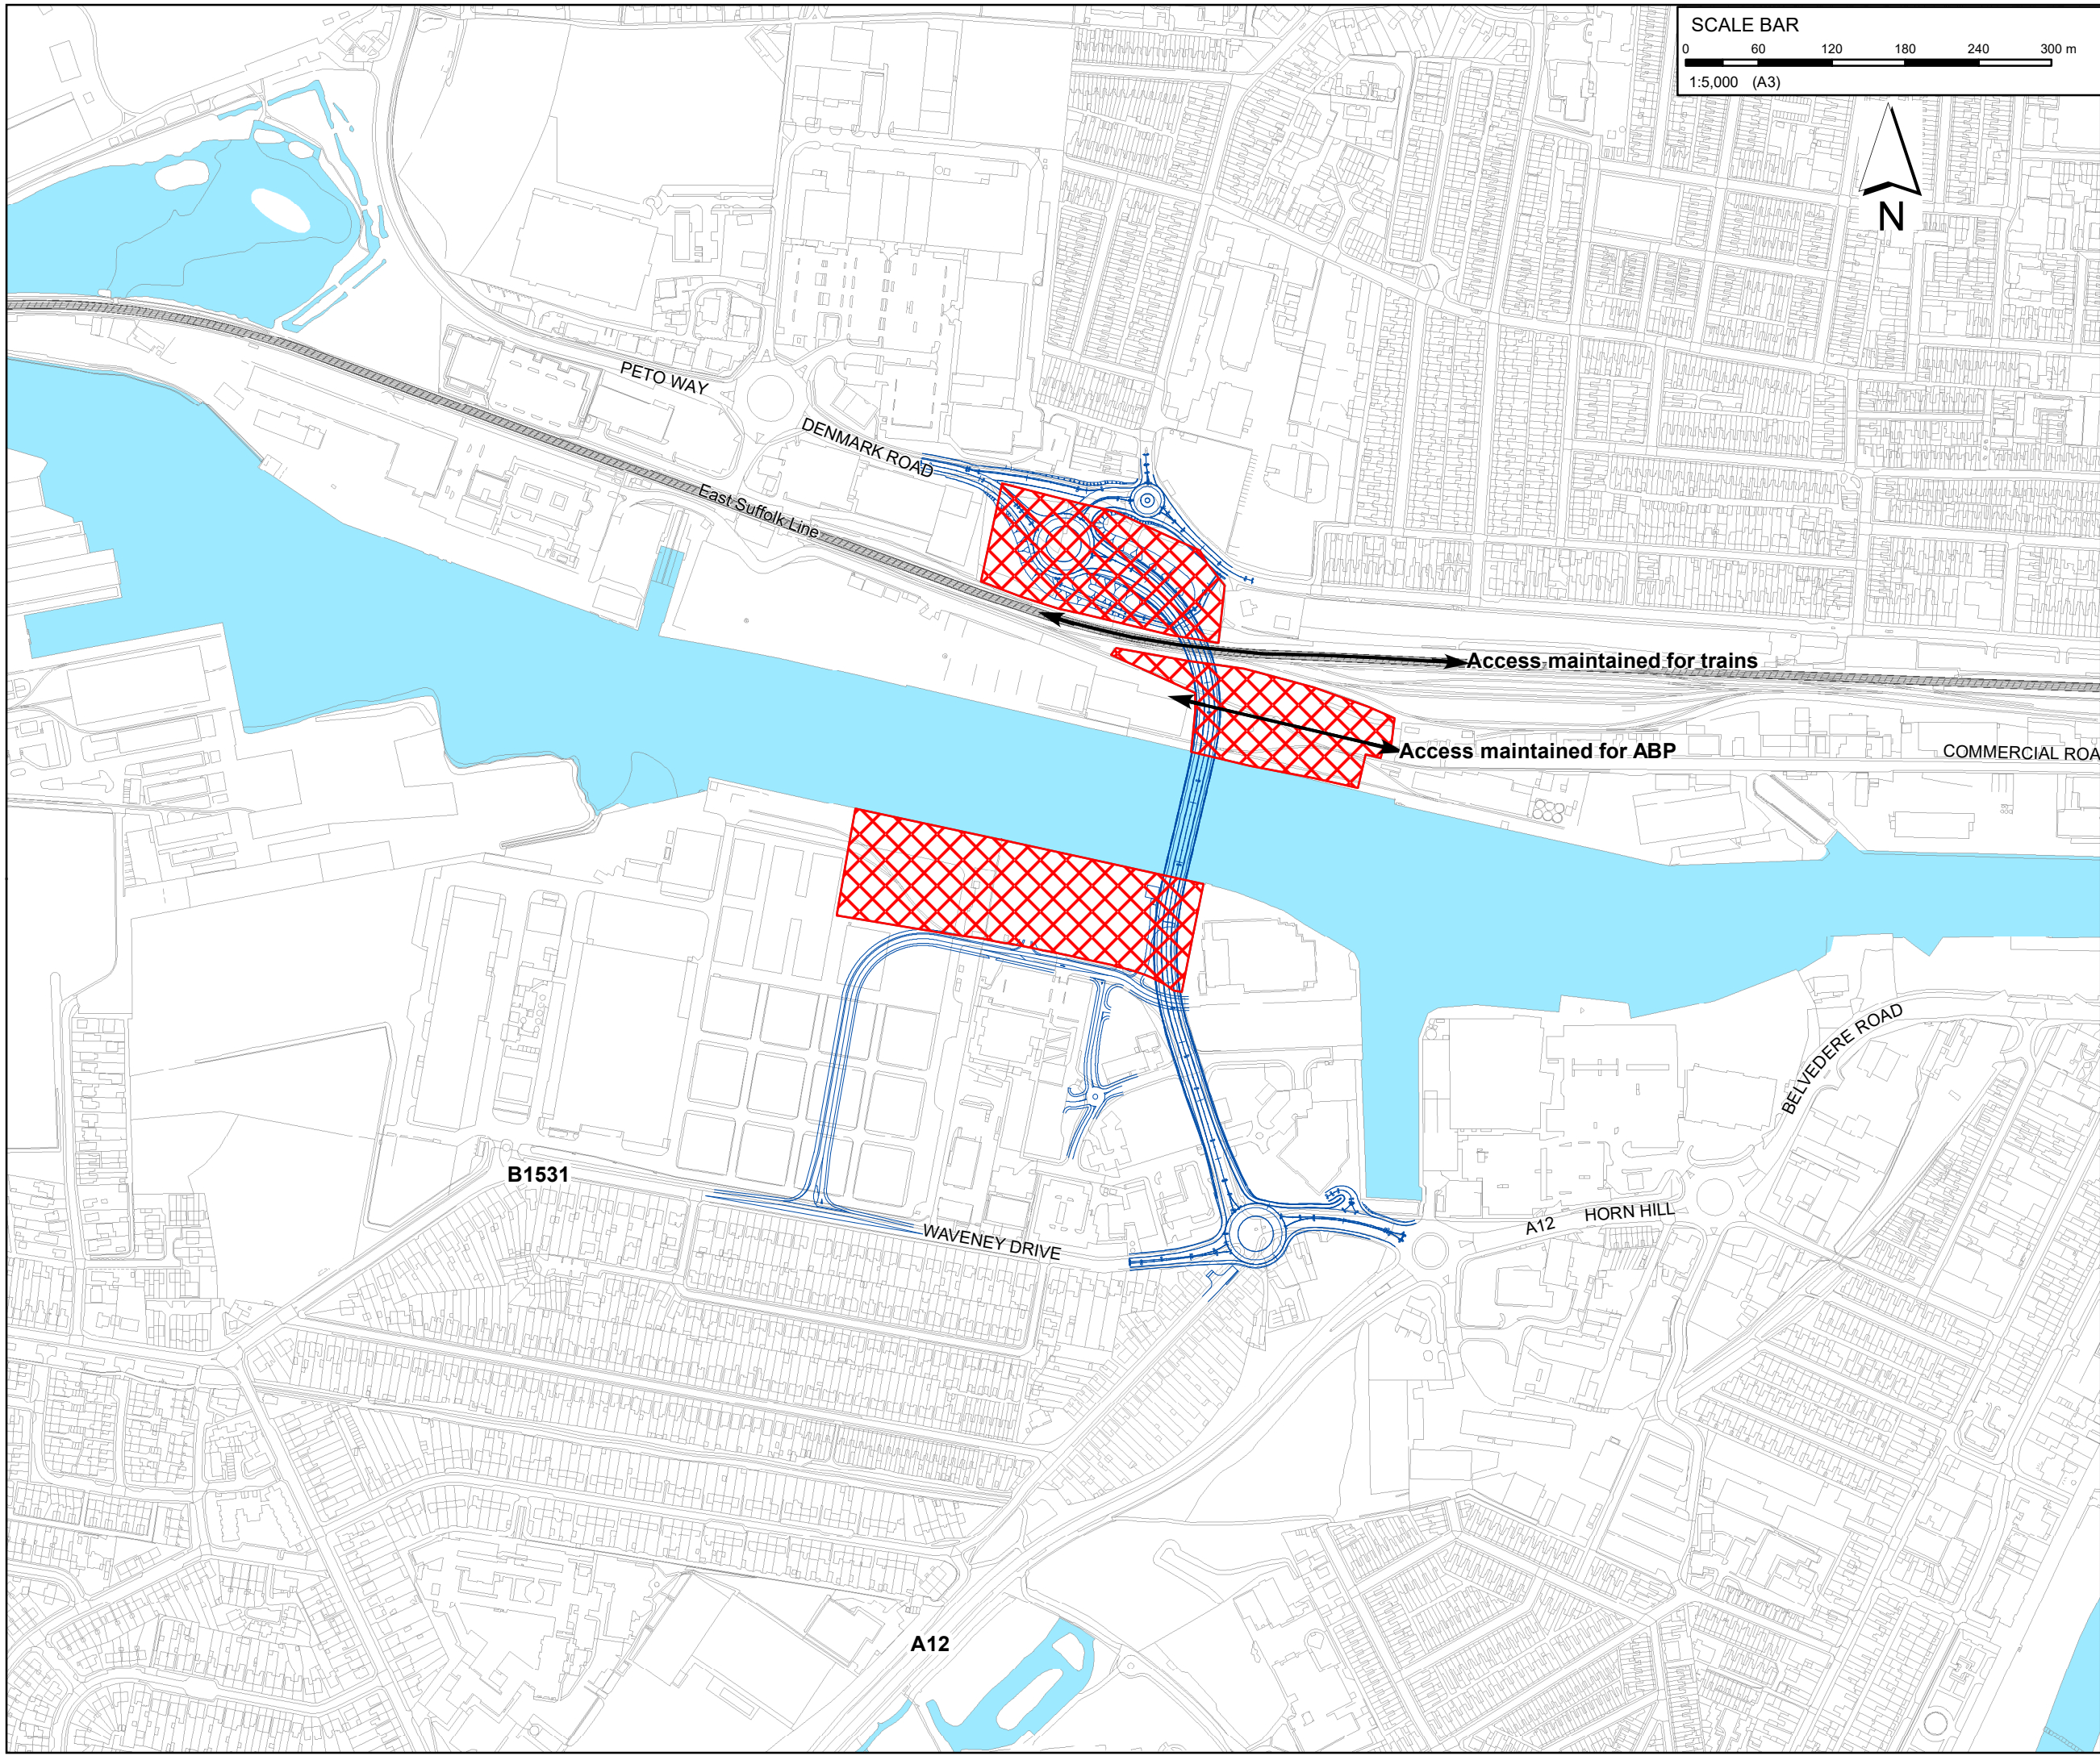 SCALE BAR
0 60 120 180 240 300 m
1:5,000 (A3)
N
PETO WAY
DENMARK ROAD
East Suffolk Line
Access maintained for trains
Access maintained for ABP
COMMERCIAL ROA
BELVEDERE ROAD
B1531
WAVENEY DRIVE
A12 HORN HILL
A12